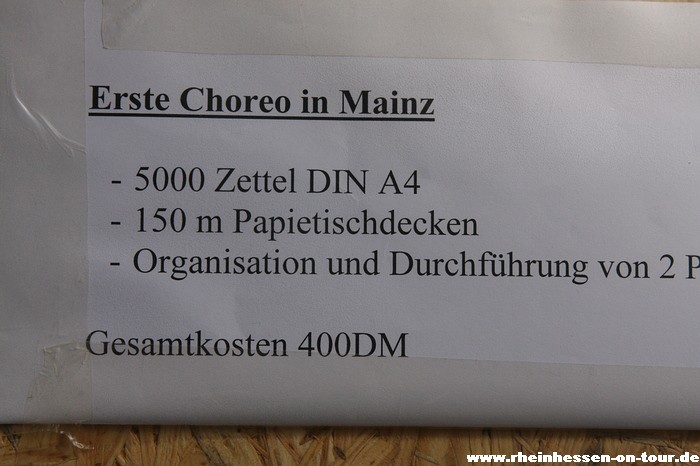 Erste Choreo in Mainz
- 5000 Zettel DIN A4
- 150 m Papietischdecken
- Organisation und Durchführung von 2 P
Gesamtkosten 400DM
www.rheinhessen-on-tour.de